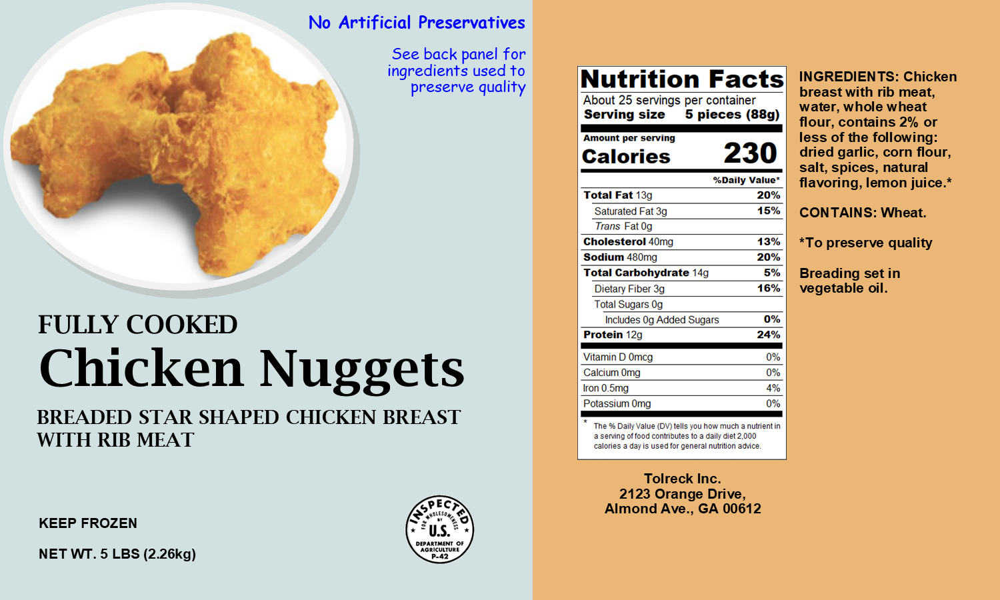 No Artificial Preservatives
See back panel for
ingredients used to
preserve quality
FULLY COOKED
Chicken Nuggets
BREADED STAR SHAPED CHICKEN BREAST
WITH RIB MEAT
KEEP FROZEN
NET WT. 5 LBS (2.26kg)
INSPECTED
FOR WHOLESOMENESS
BY
U.S.
DEPARTMENT OF
AGRICULTURE
P-42
Nutrition Facts
About 25 servings per container
Serving size 5 pieces (88g)
Amount per serving
Calories 230
%Daily Value*
Total Fat 13g 20%
Saturated Fat 3g 15%
Trans Fat 0g
Cholesterol 40mg 13%
Sodium 480mg 20%
Total Carbohydrate 14g 5%
Dietary Fiber 3g 16%
Total Sugars 0g
Includes 0g Added Sugars 0%
Protein 12g 24%
Vitamin D 0mcg 0%
Calcium 0mg 0%
Iron 0.5mg 4%
Potassium 0mg 0%
* The % Daily Value (DV) tells you how much a nutrient in
a serving of food contributes to a daily diet 2,000
calories a day is used for general nutrition advice.
Tolreck Inc.
2123 Orange Drive,
Almond Ave., GA 00612
INGREDIENTS: Chicken
breast with rib meat,
water, whole wheat
flour, contains 2% or
less of the following:
dried garlic, corn flour,
salt, spices, natural
flavoring, lemon juice.*
CONTAINS: Wheat.
*To preserve quality
Breading set in
vegetable oil.